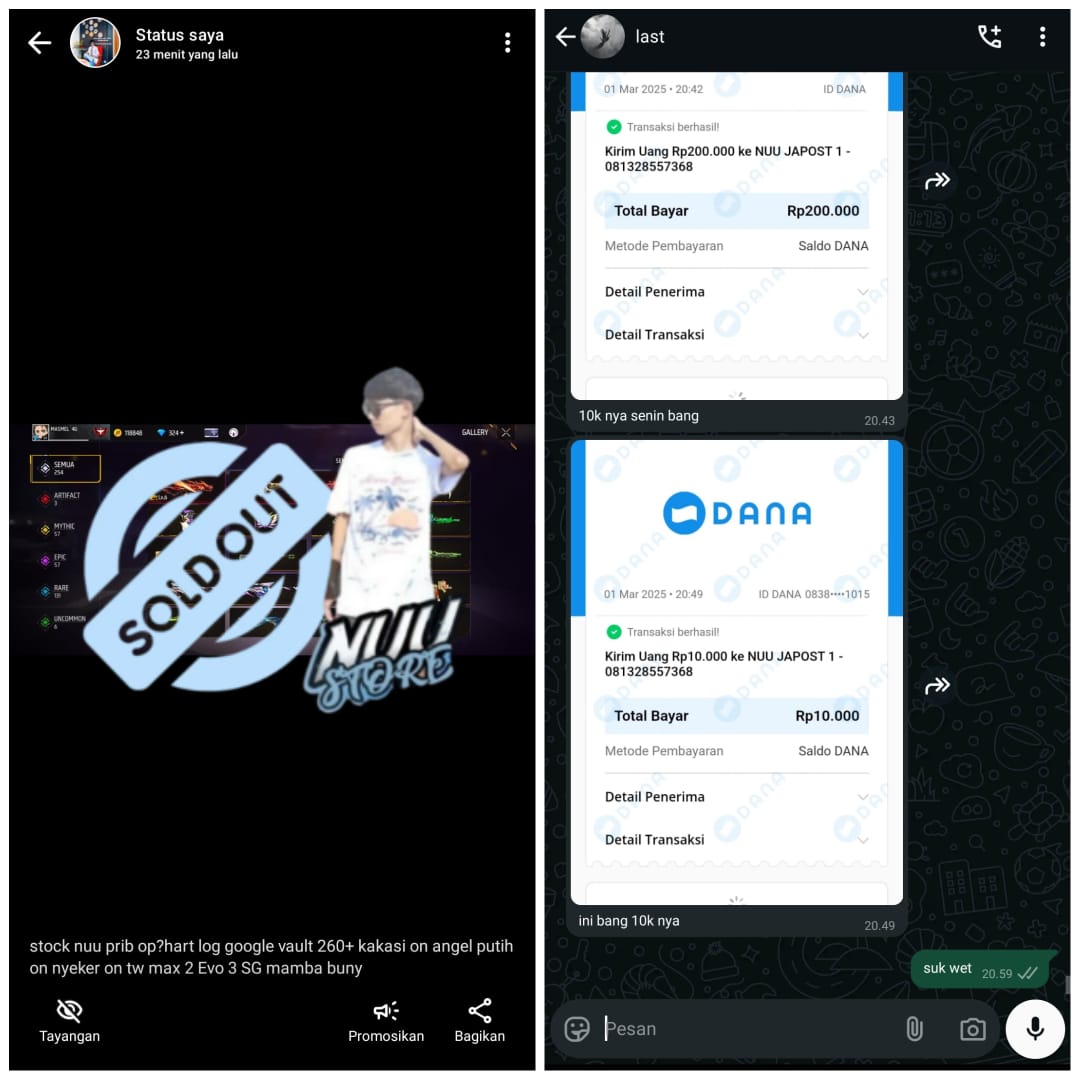 Status saya
23 menit yang lalu
MASMEL 4G
118848
324+
GALLERY
SEMUA
254
ARTIFACT
3
MYTHIC
57
EPIC
57
RARE
131
UNCOMMON
6
SOLDOUT
NUU
STORE
stock nuu prib op?hart log google vault 260+ kakasi on angel putih
on nyeker on tw max 2 Evo 3 SG mamba buny
Tayangan
Promosikan
Bagikan
last
01 Mar 2025 • 20:42
ID DANA
Transaksi berhasil!
Kirim Uang Rp200.000 ke NUU JAPOST 1 -
081328557368
Total Bayar Rp200.000
Metode Pembayaran Saldo DANA
Detail Penerima
Detail Transaksi
10k nya senin bang
20.43
DANA
01 Mar 2025 • 20:49
ID DANA 0838••••1015
Transaksi berhasil!
Kirim Uang Rp10.000 ke NUU JAPOST 1 -
081328557368
Total Bayar Rp10.000
Metode Pembayaran Saldo DANA
Detail Penerima
Detail Transaksi
ini bang 10k nya
20.49
suk wet 20.59
Pesan